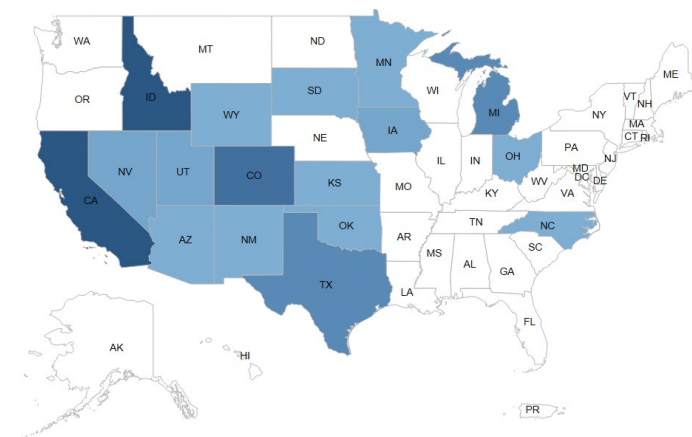 WA
MT
ND
MN
ME
OR
ID
SD
WI
MI
VT
NH
NY
WY
MA
CT RI
IA
NE
PA
NJ
NV
UT
CO
IL
IN
OH
MD
DC
DE
WV
VA
CA
KS
MO
KY
AZ
NM
OK
AR
TN
NC
SC
MS
AL
GA
TX
LA
FL
AK
HI
PR